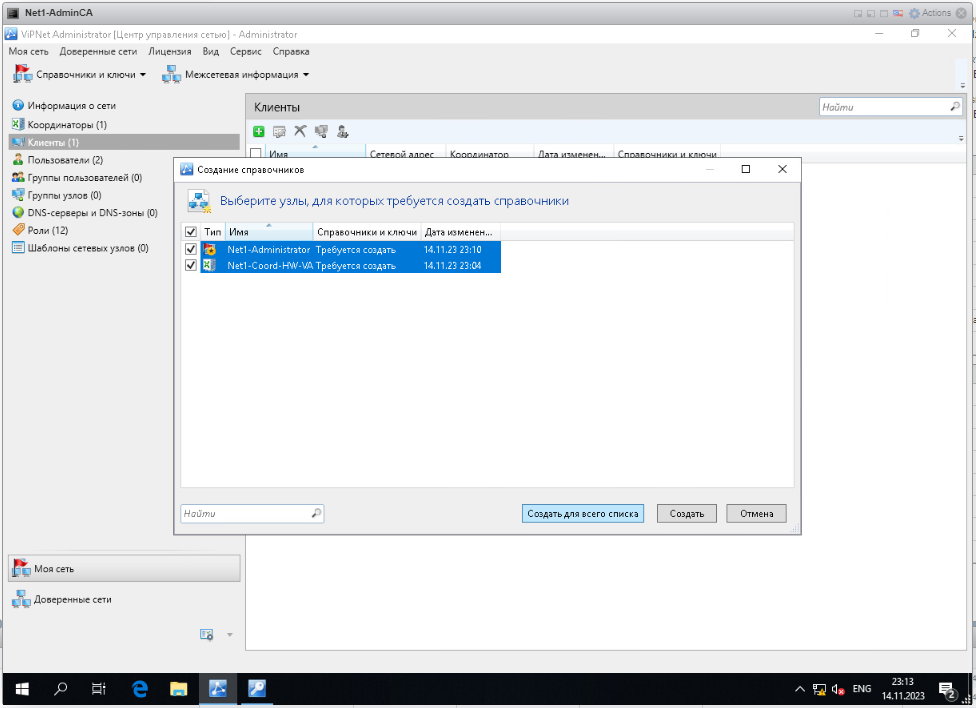 Net1-AdminCA
Actions
ViPNet Administrator [Центр управления сетью] - Administrator
Моя сеть Доверенные сети Лицензия Вид Сервис Справка
Справочники и ключи Межсетевая информация
Информация о сети
Координаторы (1)
Клиенты (1)
Пользователи (2)
Группы пользователей (0)
Группы узлов (0)
DNS-серверы и DNS-зоны (0)
Роли (12)
Шаблоны сетевых узлов (0)
Клиенты
Найти
Имя Сетевой адрес Координатор Дата изменен... Справочники и ключи
Создание справочников
Выберите узлы, для которых требуется создать справочники
Тип Имя Справочники и ключи Дата изменен...
Net1-Administrator Требуется создать 14.11.23 23:10
Net1-Coord-HW-VA Требуется создать 14.11.23 23:04
Найти
Создать для всего списка Создать Отмена
Моя сеть
Доверенные сети
ENG
23:13
14.11.2023
2